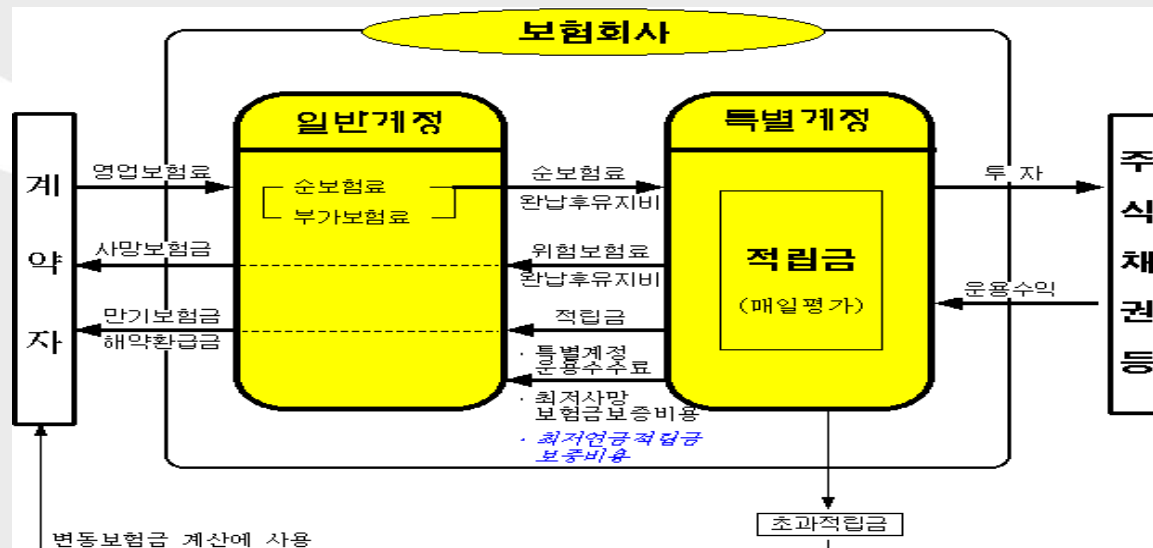 보험회사
일반계정
특별계정
계약자
영업보험료
순보험료
부가보험료
순보험료
완납후유지비
투 자
주식채권등
사망보험금
위험보험료
완납후유지비
적립금
(매일평가)
운용수익
만기보험금
해약환급금
적립금
· 특별계정
운용수수료
· 최저사망
보험금보증비용
· 최저연금적립금
보증비용
초과적립금
변동보험금 계산에 사용